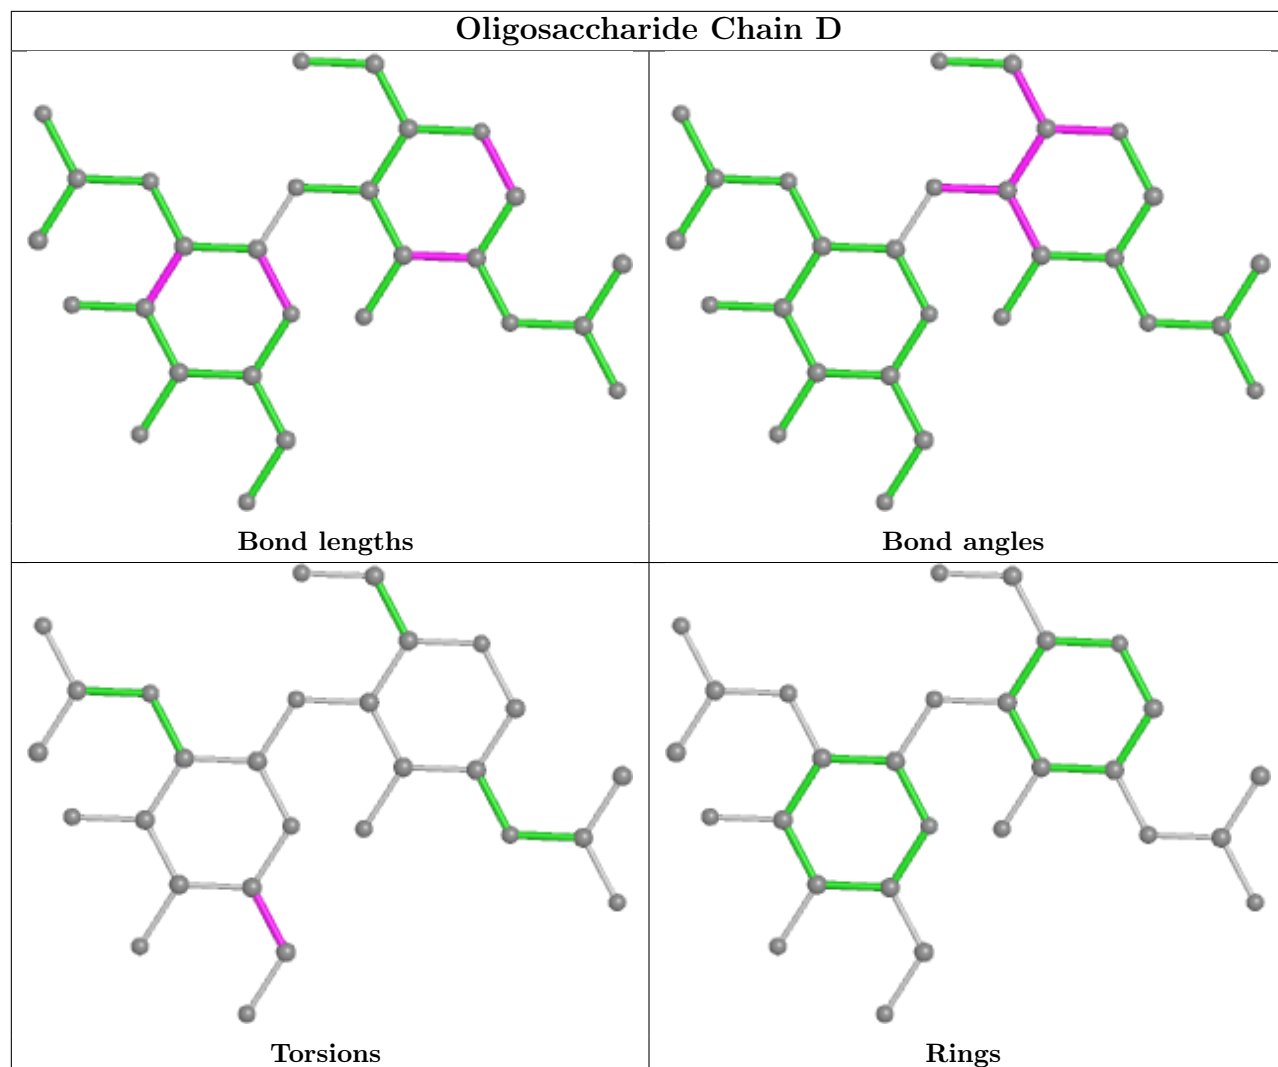 Oligosaccharide Chain D
Bond lengths
Bond angles
Torsions
Rings